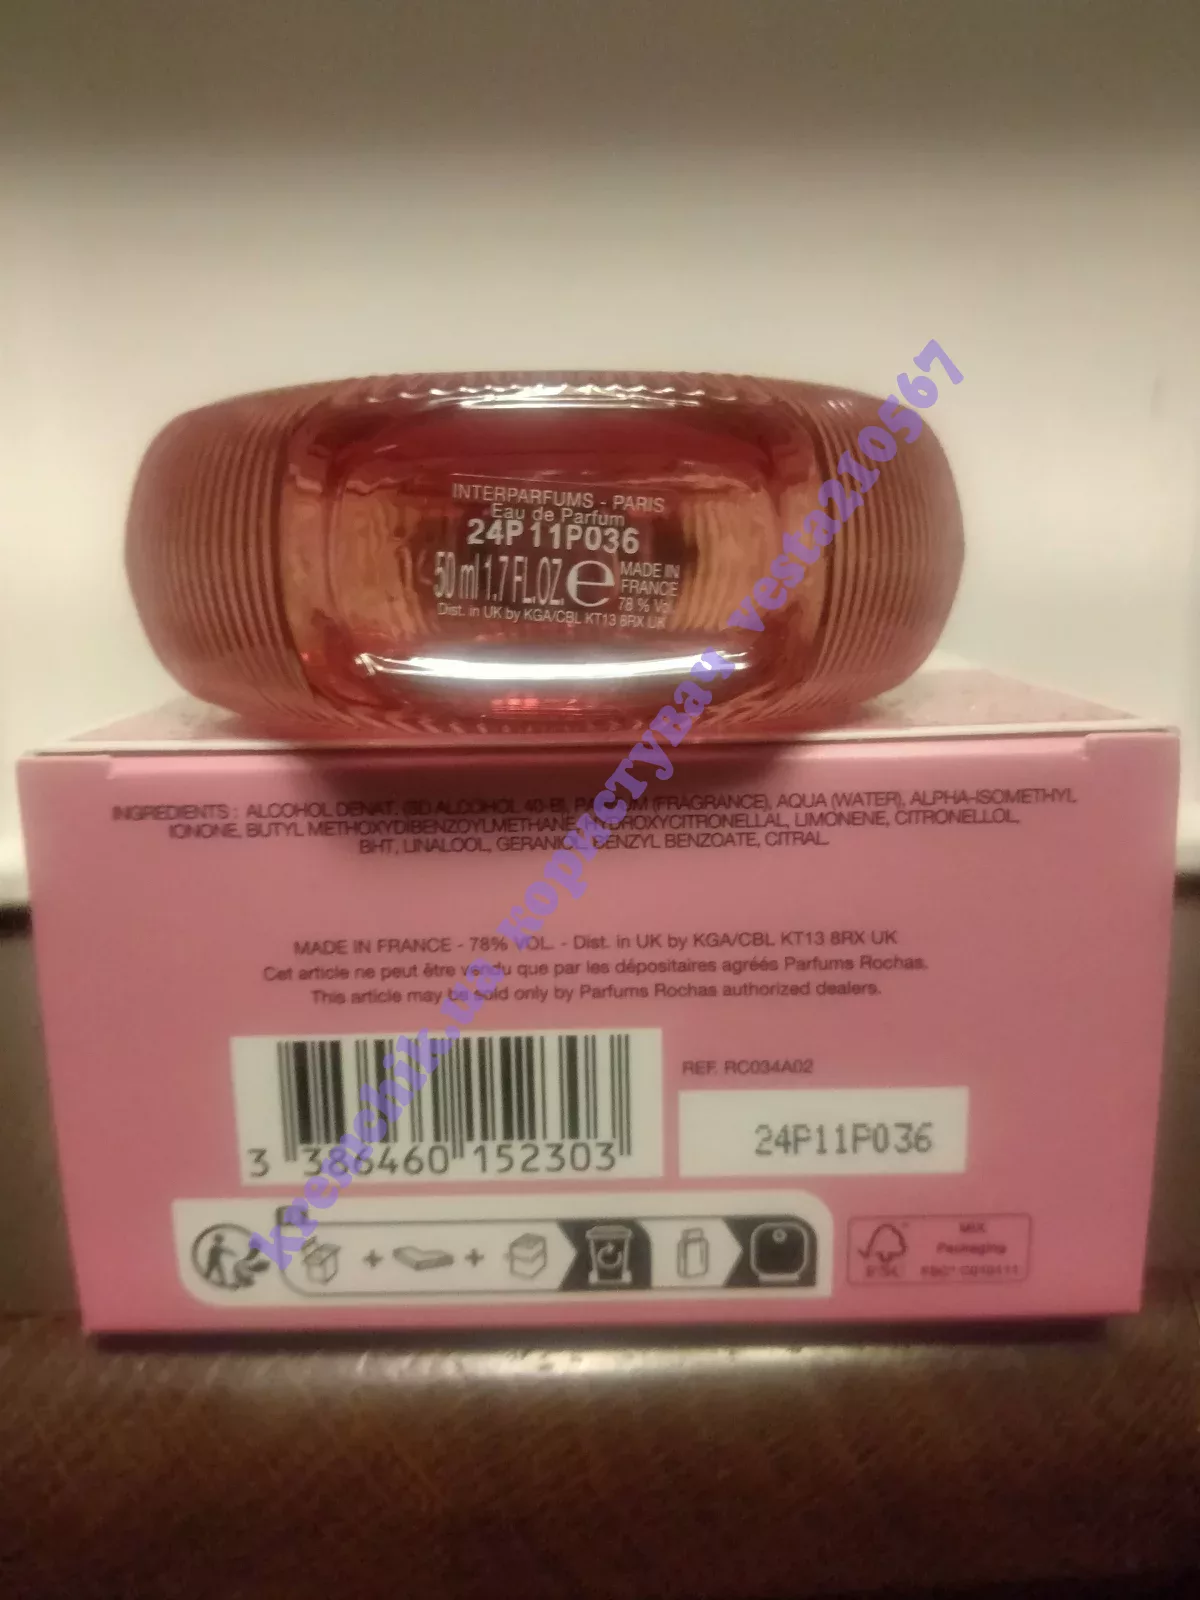 INTERPARFUMS - PARIS
Eau de Parfum
24P11P036
50 ml 1.7 FL.OZ. e
MADE IN
FRANCE
78 % Vol.
Dist. in UK by KGA/CBL KT13 8RX UK
INGREDIENTS : ALCOHOL DENAT. (SD ALCOHOL 40-B), PARFUM (FRAGRANCE), AQUA (WATER), ALPHA-ISOMETHYL
IONONE, BUTYL METHOXYDIBENZOYLMETHANE, HYDROXYCITRONELLAL, LIMONENE, CITRONELLOL,
BHT, LINALOOL, GERANIOL, BENZYL BENZOATE, CITRAL.
MADE IN FRANCE - 78% VOL. - Dist. in UK by KGA/CBL KT13 8RX UK
Cet article ne peut être vendu que par les dépositaires agréés Parfums Rochas.
This article may be sold only by Parfums Rochas authorized dealers.
REF. RC034A02
24P11P036
3 386460 152303
MIX
Packaging
FSC
kremchik.ua користувач vesta210567